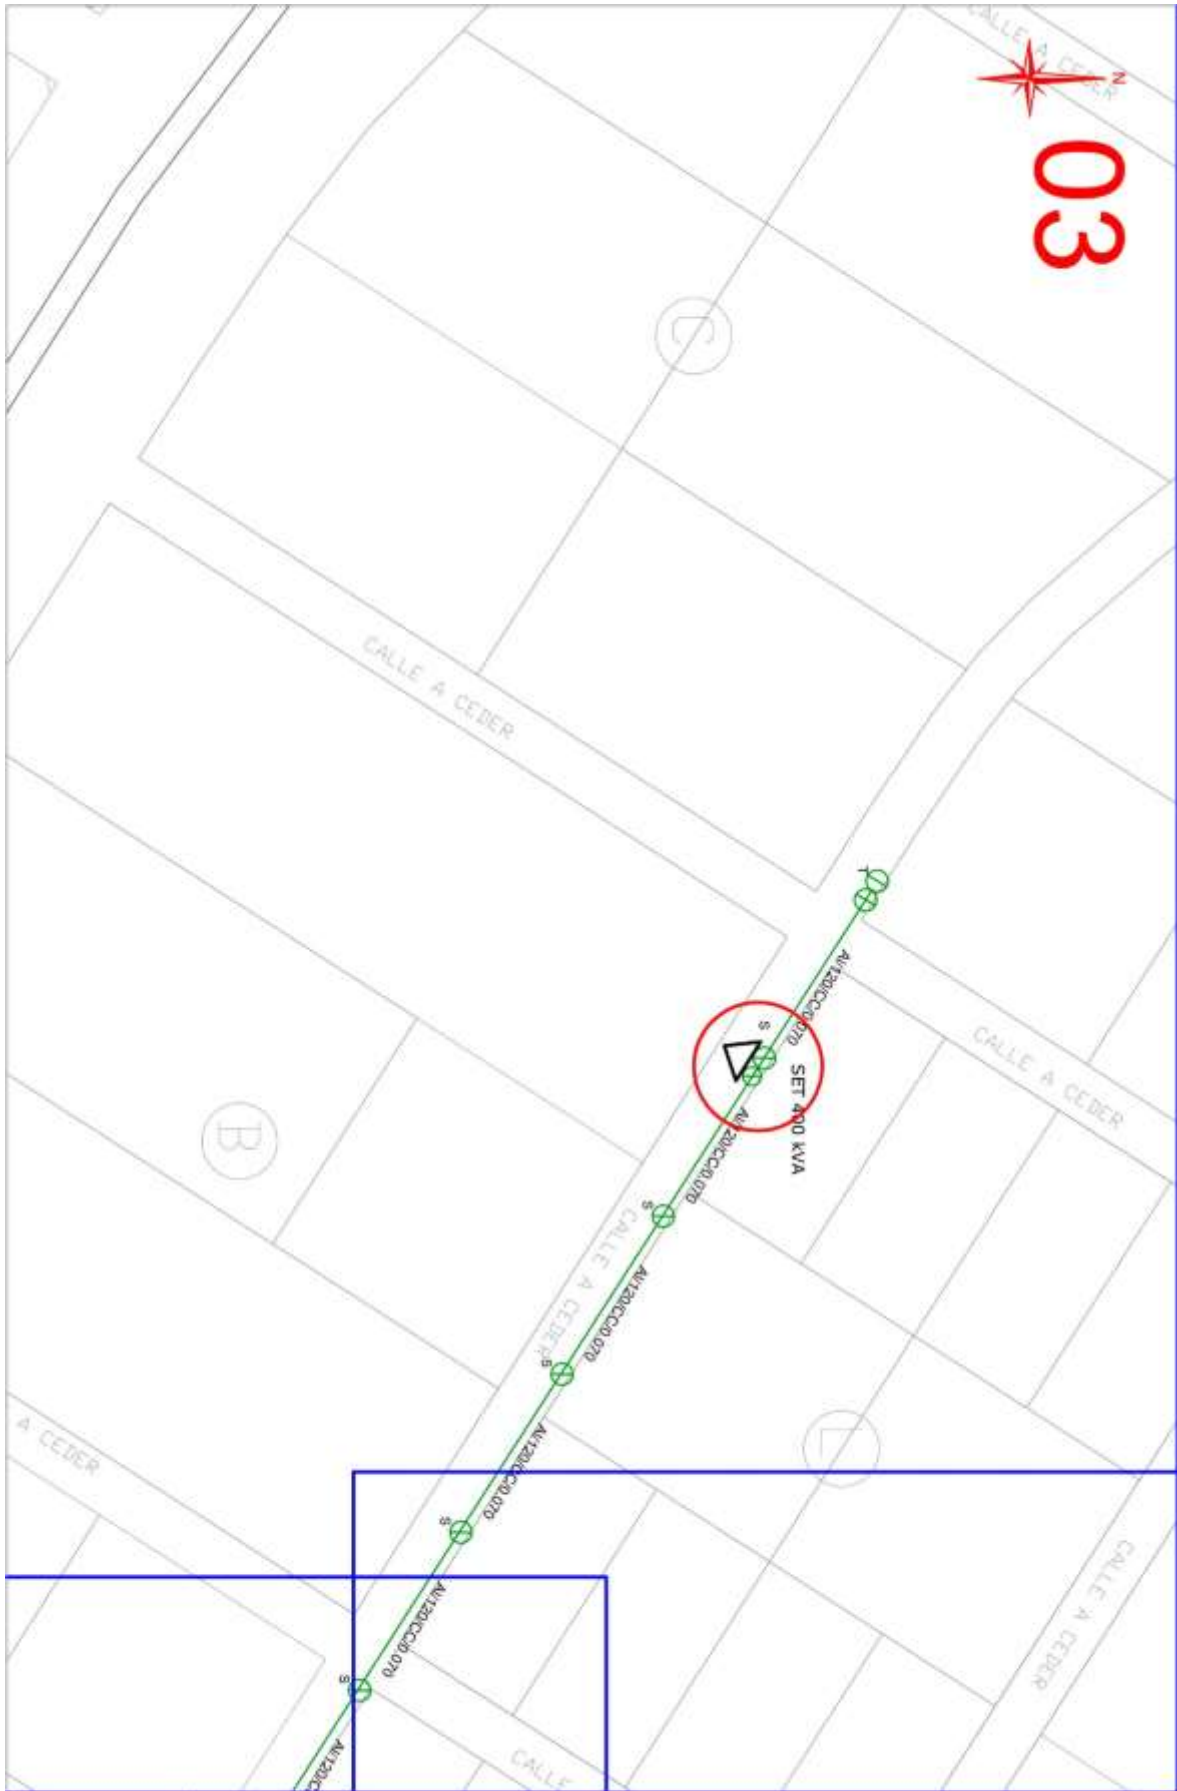 CALLE A CEDER
N
03
C
CALLE A CEDER
T
Al/120/CC/0.070
CALLE A CEDER
S
SET 400 kVA
Al/120/CC/0.070
B
S
CALLE A CEDER
Al/120/CC/0.070
S
L
A CEDER
Al/120/CC/0.070
S
CALLE A CEDER
Al/120/CC/0.070
S
CALLE
Al/120/C